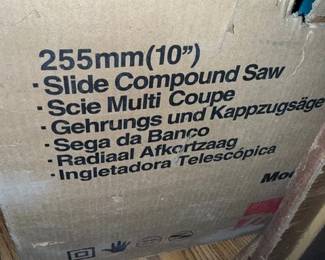 255mm(10")
·Slide Compound Saw
·Scie Multi Coupe
·Gehrungs und Kappzugsäge
·Sega da Banco
·Radiaal Afkortzaag
·Ingletadora Telescópica